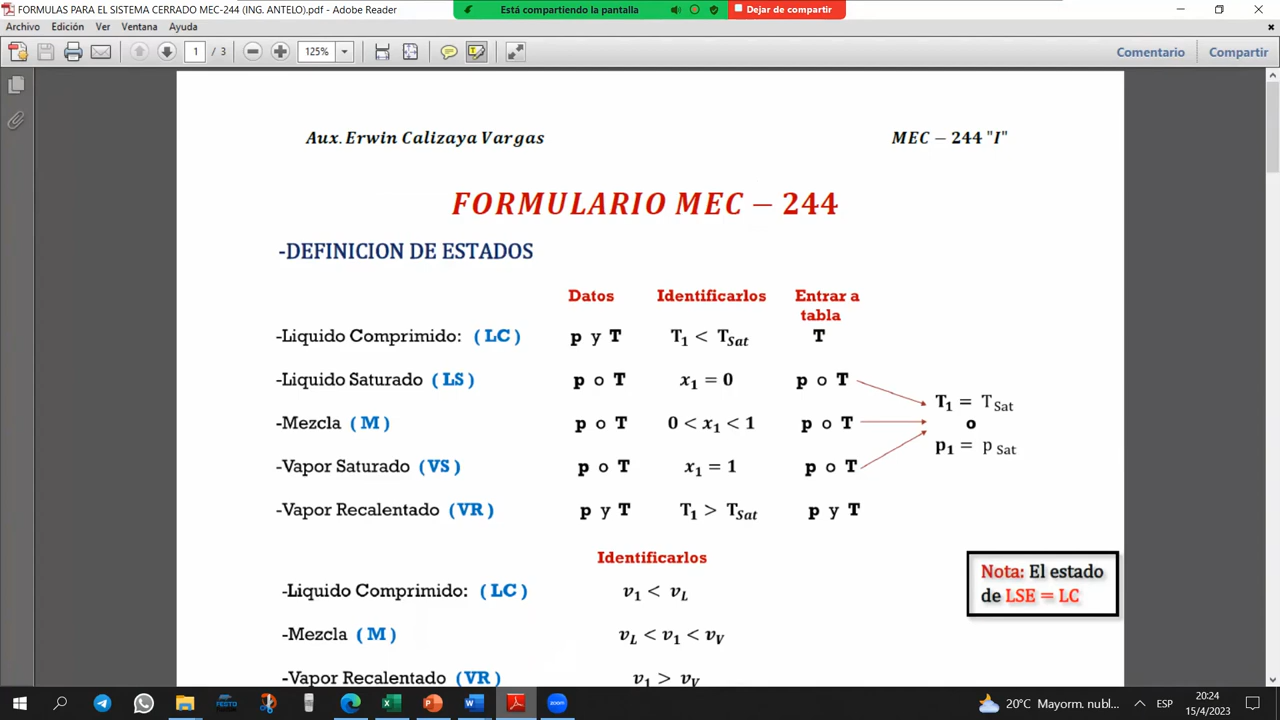 FORMULAS PARA EL SISTEMA CERRADO MEC-244 (ING. ANTELO).pdf - Adobe Reader
Está compartiendo la pantalla
Dejar de compartir
Archivo Edición Ver Ventana Ayuda
1 / 3
125%
Comentario Compartir
Aux. Erwin Calizaya Vargas MEC − 244 "I"
FORMULARIO MEC − 244
-DEFINICION DE ESTADOS
Datos Identificarlos Entrar a
tabla
-Liquido Comprimido: ( LC ) p y T T₁ < T_Sat T
-Liquido Saturado ( LS ) p o T x₁ = 0 p o T
T₁ = T_Sat
-Mezcla ( M ) p o T 0 < x₁ < 1 p o T o
p₁ = p_Sat
-Vapor Saturado ( VS ) p o T x₁ = 1 p o T
-Vapor Recalentado ( VR ) p y T T₁ > T_Sat p y T
Identificarlos
Nota: El estado
de LSE = LC
-Liquido Comprimido: ( LC ) v₁ < v_L
-Mezcla ( M ) v_L < v₁ < v_V
-Vapor Recalentado ( VR ) v₁ > v_V
FESTO
zoom
20°C Mayorm. nubl... ESP
20:24
15/4/2023